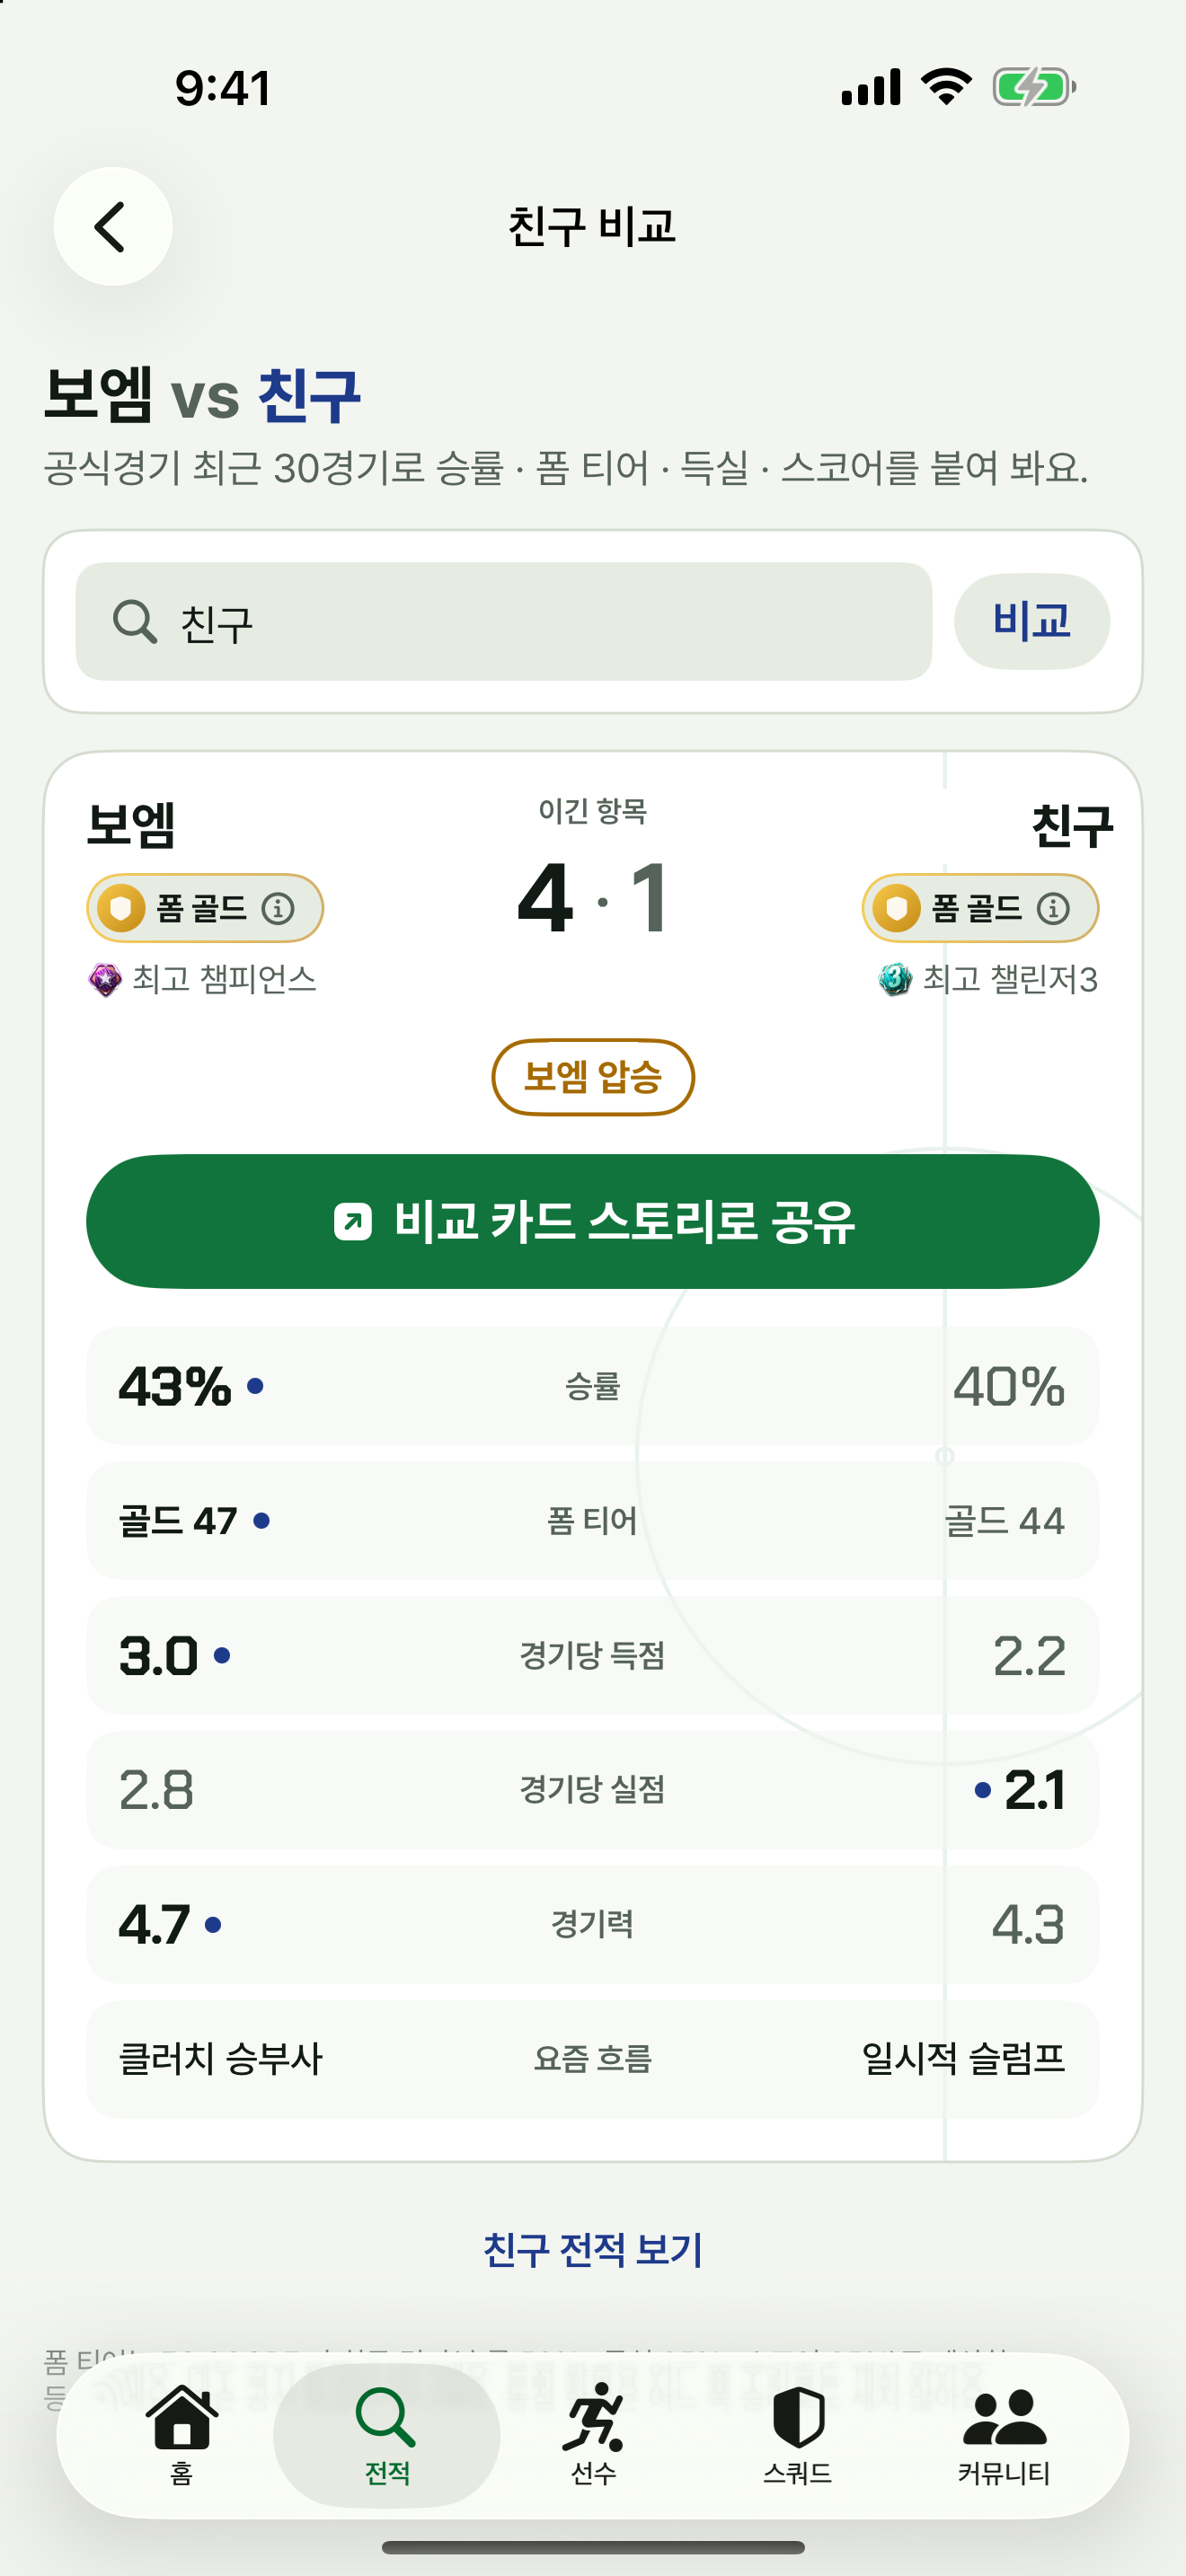 9:41
친구 비교
보엠 vs 친구
공식경기 최근 30경기로 승률 · 폼 티어 · 득실 · 스코어를 붙여 봐요.
친구
비교
보엠
이긴 항목
친구
폼 골드
4 · 1
폼 골드
최고 챔피언스
최고 챌린저3
보엠 압승
비교 카드 스토리로 공유
43% 승률 40%
골드 47 폼 티어 골드 44
3.0 경기당 득점 2.2
2.8 경기당 실점 2.1
4.7 경기력 4.3
클러치 승부사 요즘 흐름 일시적 슬럼프
친구 전적 보기
폼
홈
전적
선수
스쿼드
커뮤니티